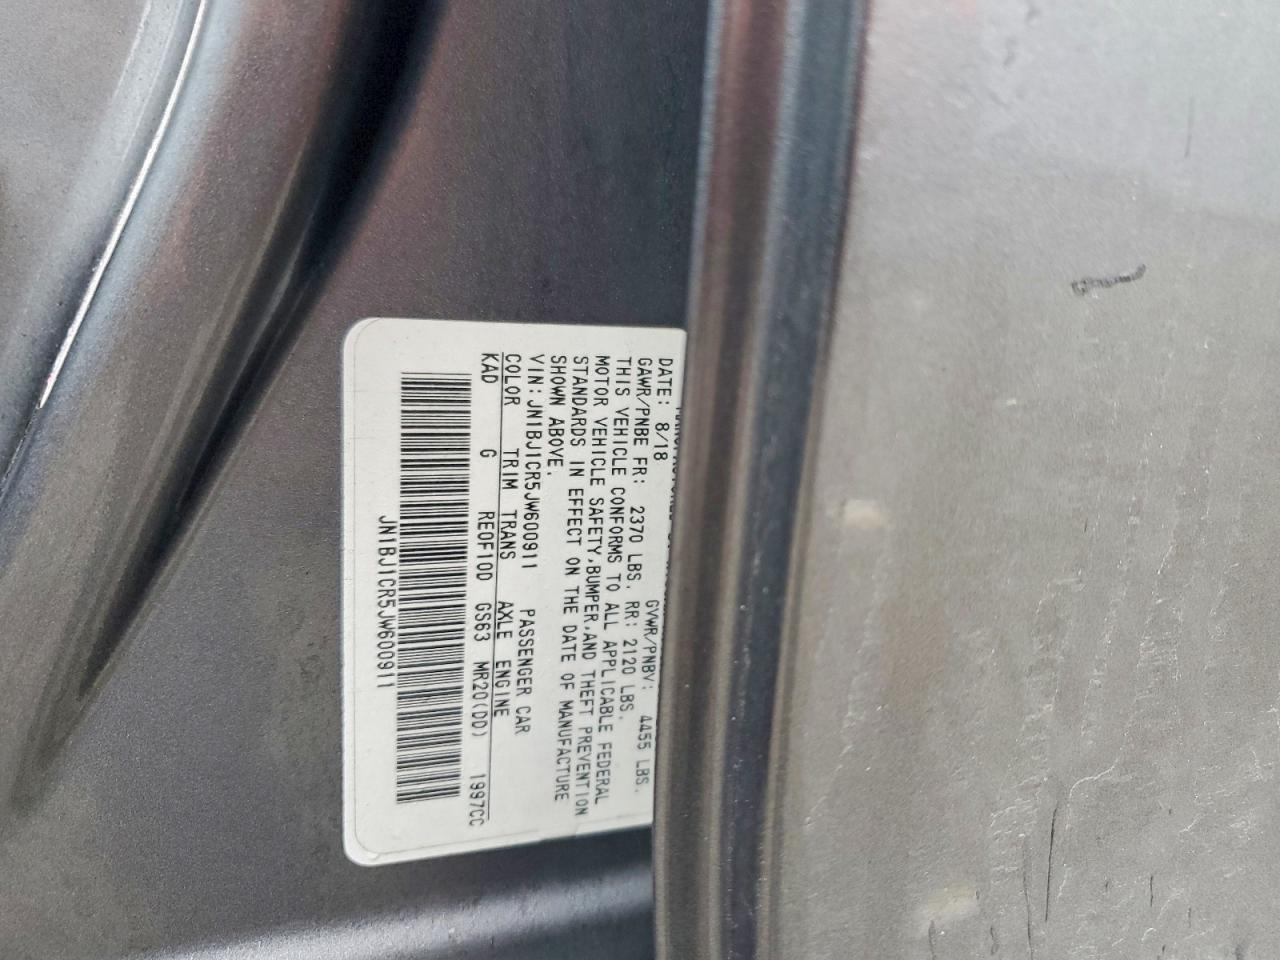 DATE: 8/18 GVWR/PNBV: 4455 LBS.
GAWR/PNBE FR: 2370 LBS. RR: 2120 LBS.
THIS VEHICLE CONFORMS TO ALL APPLICABLE FEDERAL
MOTOR VEHICLE SAFETY,BUMPER,AND THEFT PREVENTION
STANDARDS IN EFFECT ON THE DATE OF MANUFACTURE
SHOWN ABOVE.
VIN:JN1BJ1CR5JW600911 PASSENGER CAR
COLOR TRIM TRANS AXLE ENGINE
KAD G RE0F10D GS63 MR20(DD) 1997CC
JN1BJ1CR5JW600911